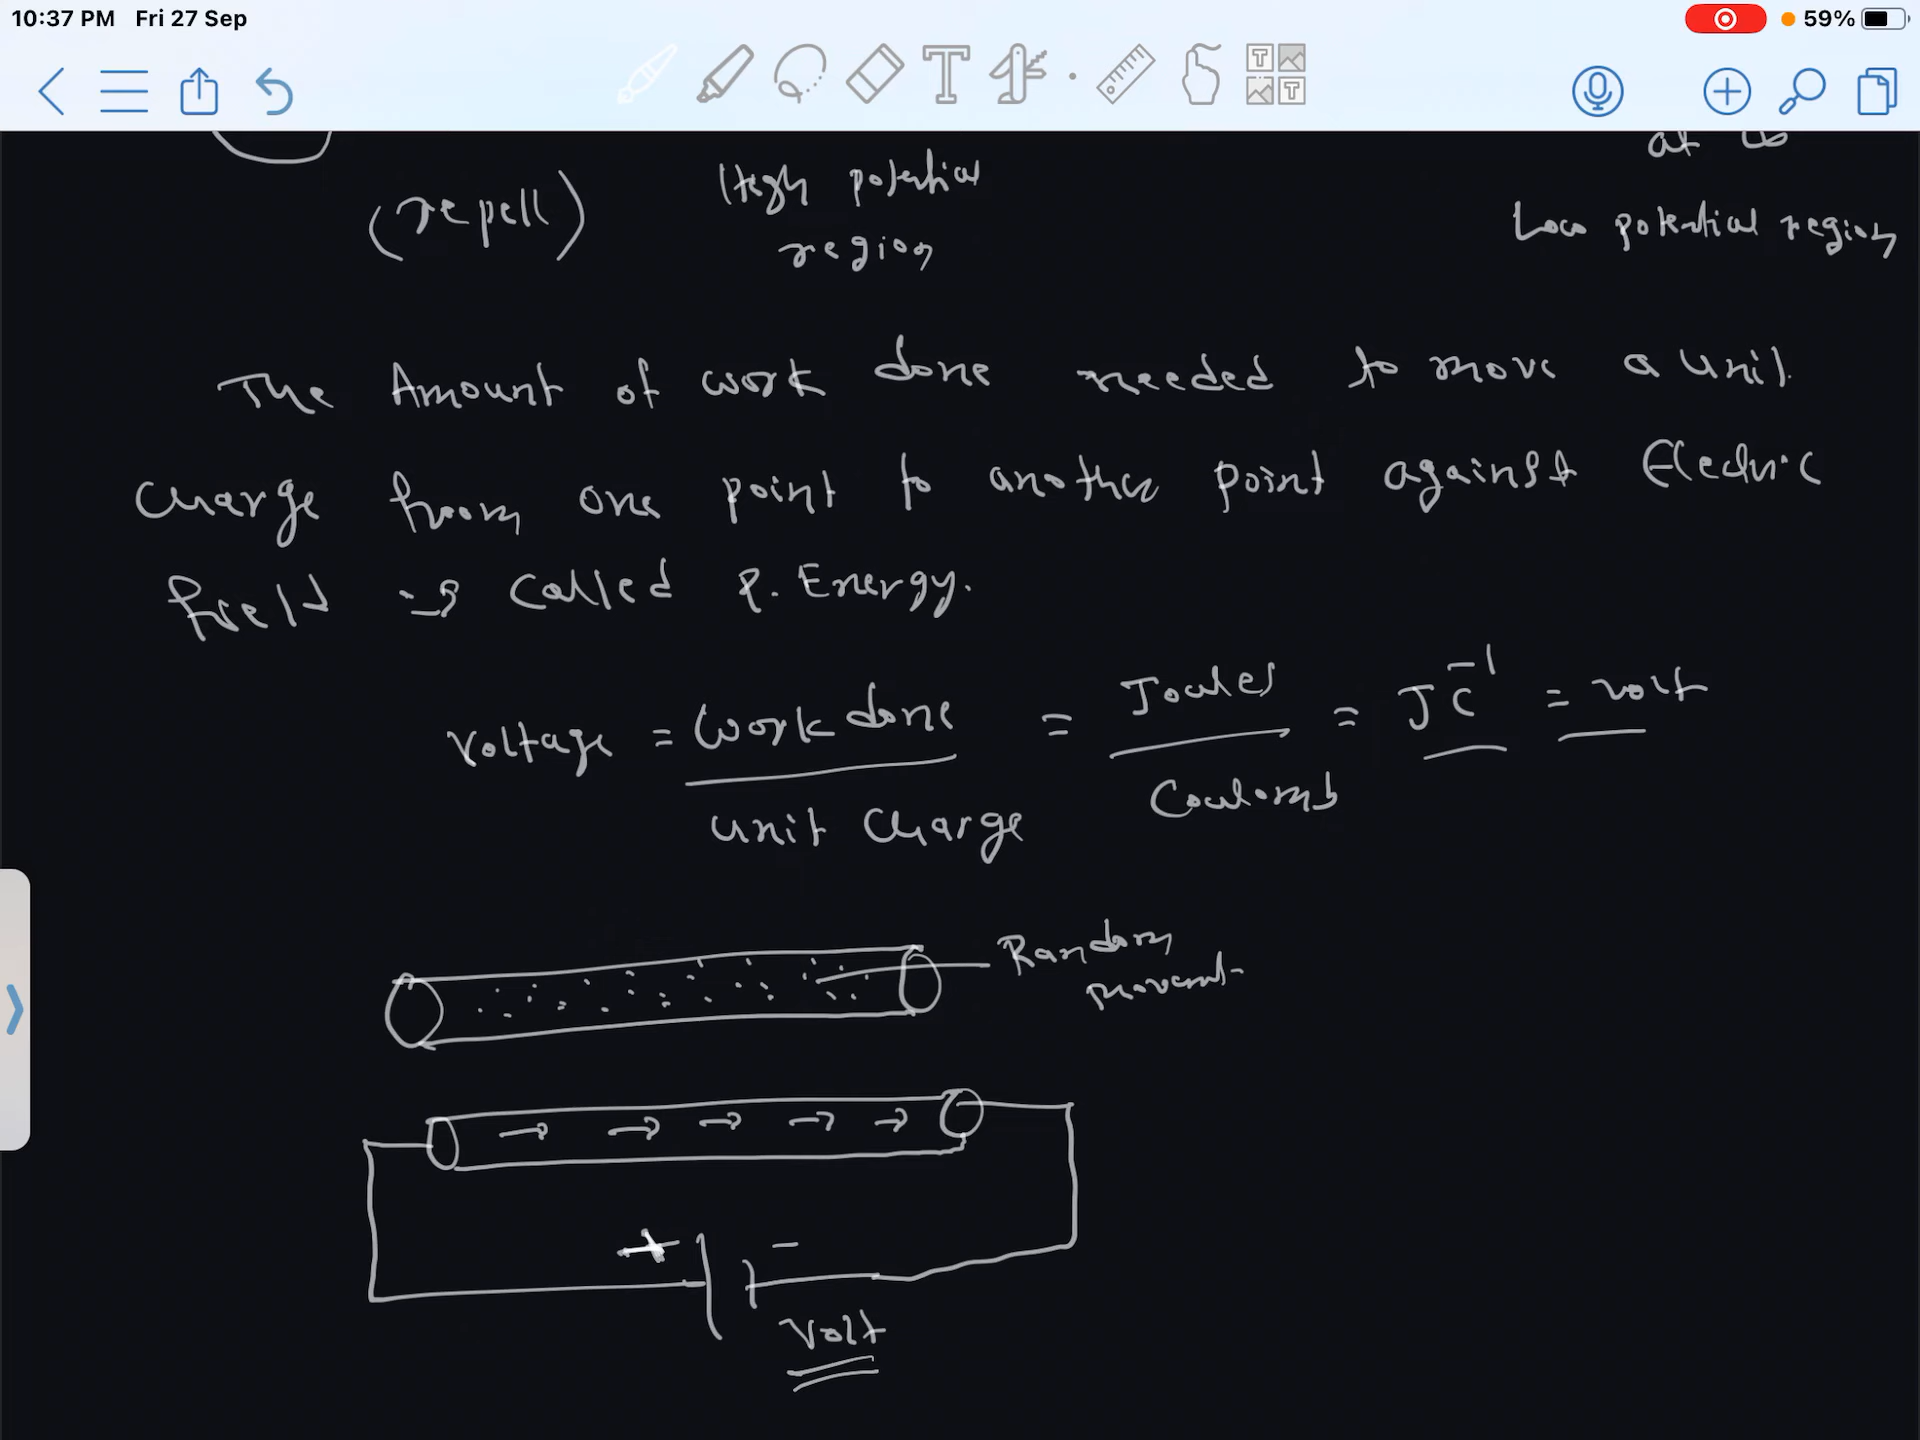 10:37 PM Fri 27 Sep
59%
at ∞
(repell)
High potential
region
Low potential region
The Amount of work done needed to move a unit
charge from one point to another point against Electric
field is called P. Energy.
Voltage = Work done / unit charge = Joules / Coulomb = J C⁻¹ = volt
Random
movement
+ -
Volt